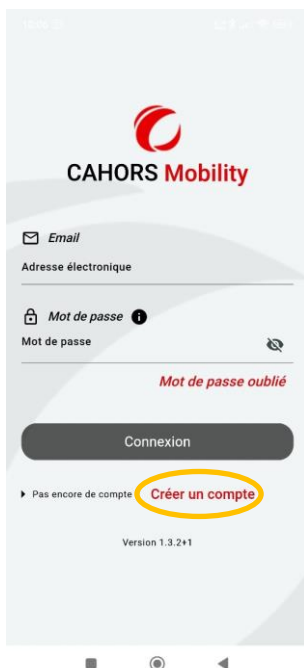 CAHORS Mobility
Email
Adresse électronique
Mot de passe
Mot de passe
Mot de passe oublié
Connexion
Pas encore de compte Créer un compte
Version 1.3.2+1